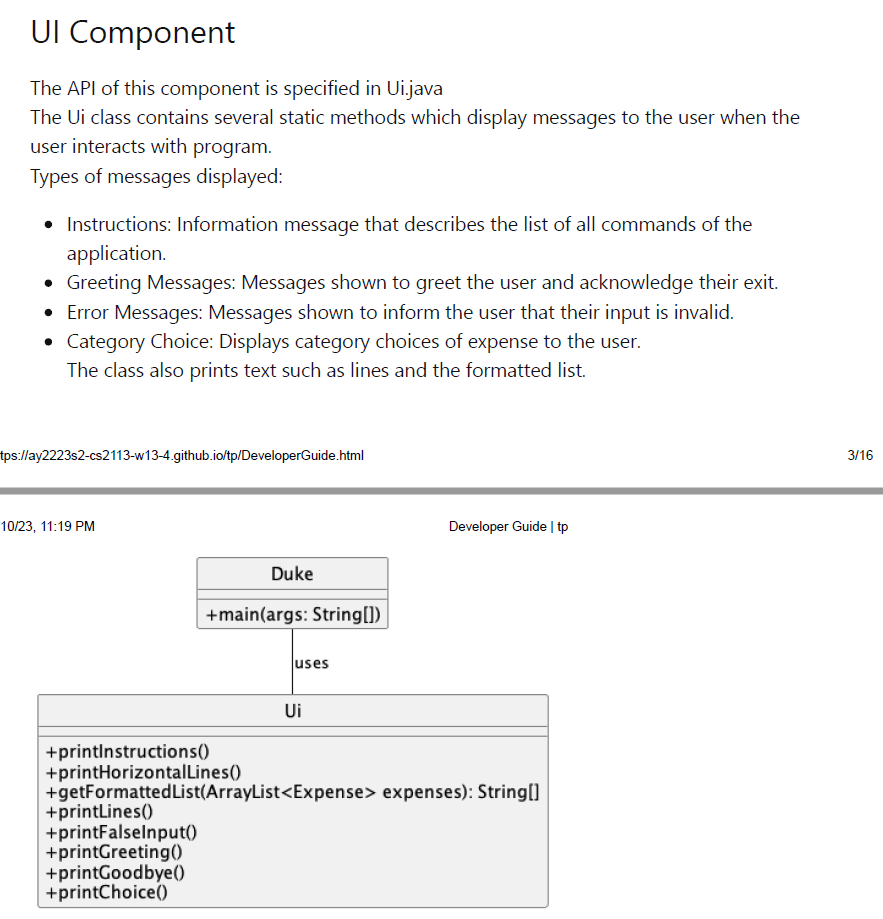 UI Component
The API of this component is specified in Ui.java
The Ui class contains several static methods which display messages to the user when the
user interacts with program.
Types of messages displayed:
• Instructions: Information message that describes the list of all commands of the
application.
• Greeting Messages: Messages shown to greet the user and acknowledge their exit.
• Error Messages: Messages shown to inform the user that their input is invalid.
• Category Choice: Displays category choices of expense to the user.
The class also prints text such as lines and the formatted list.
tps://ay2223s2-cs2113-w13-4.github.io/tp/DeveloperGuide.html 3/16
10/23, 11:19 PM Developer Guide | tp
Duke
+main(args: String[])
uses
Ui
+printInstructions()
+printHorizontalLines()
+getFormattedList(ArrayList<Expense> expenses): String[]
+printLines()
+printFalseInput()
+printGreeting()
+printGoodbye()
+printChoice()